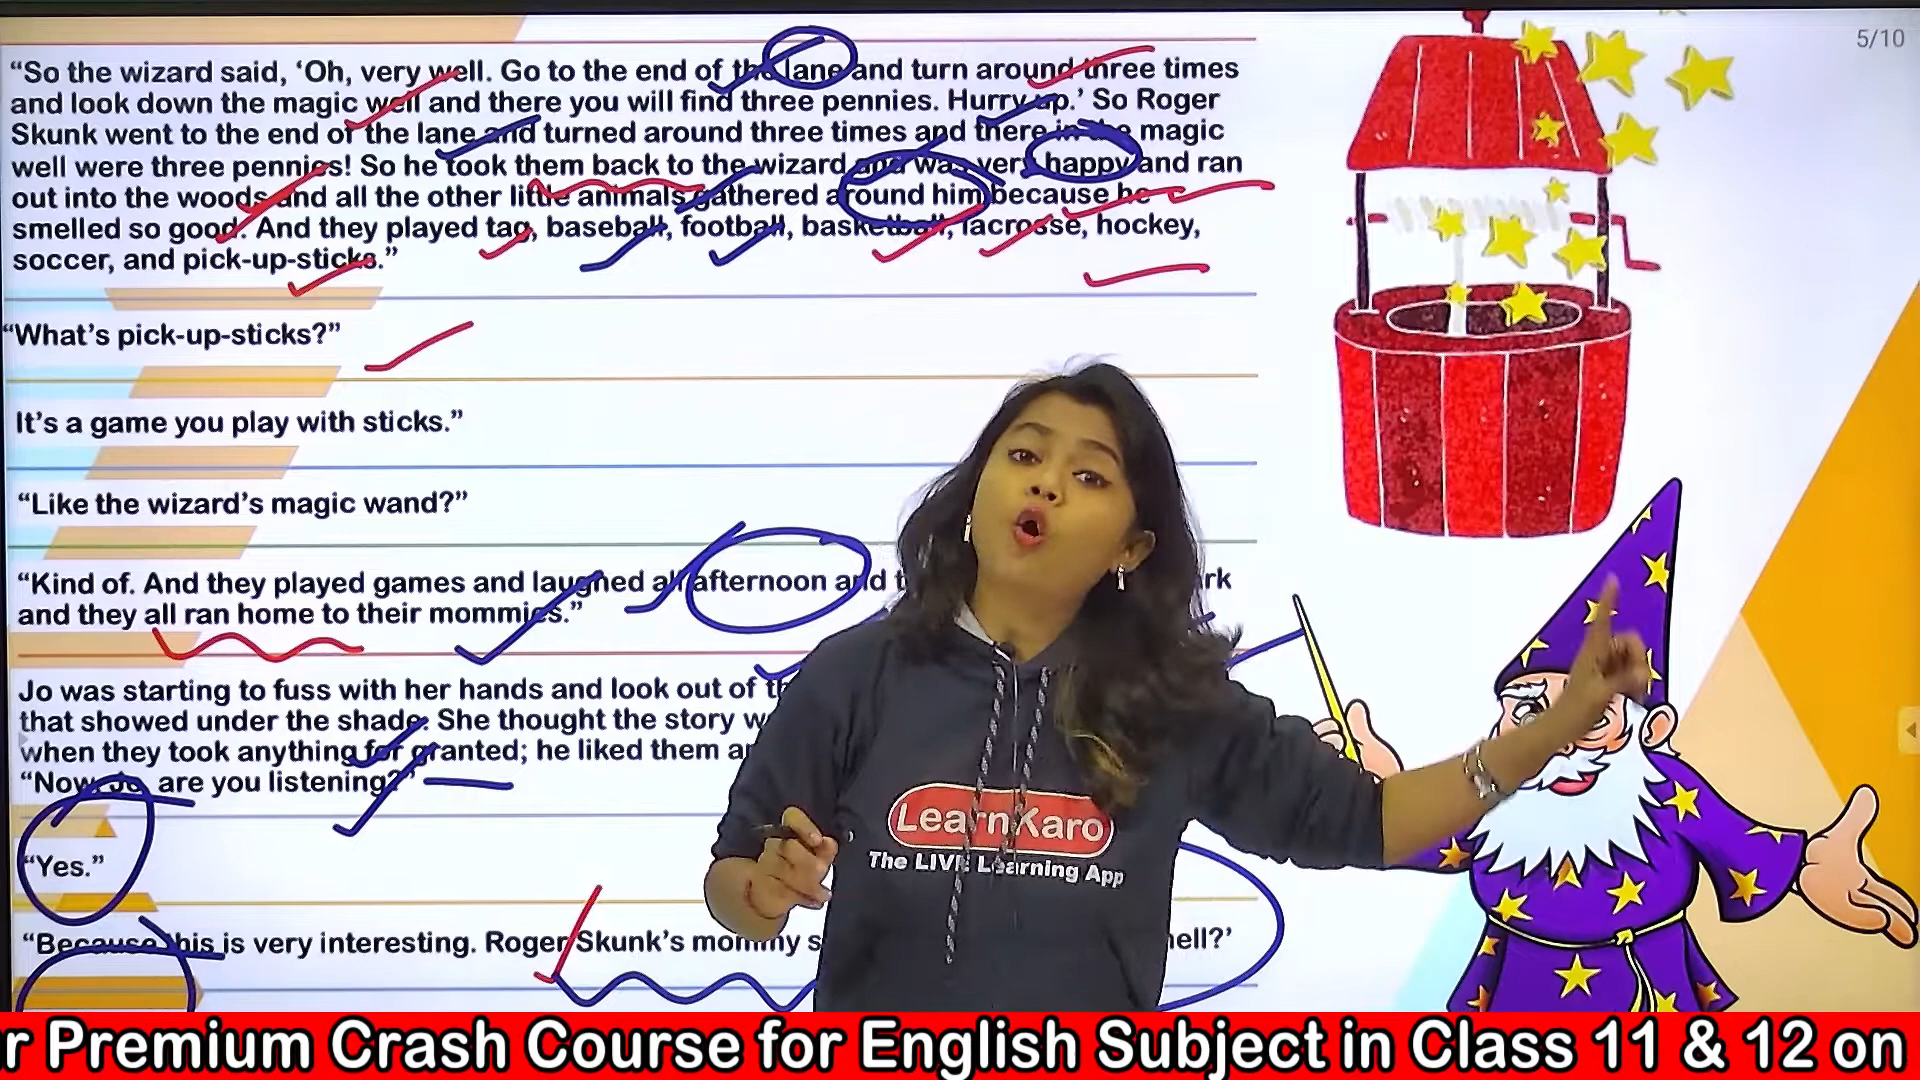 5/10
“So the wizard said, ‘Oh, very well. Go to the end of the lane and turn around three times
and look down the magic well and there you will find three pennies. Hurry up.’ So Roger
Skunk went to the end of the lane and turned around three times and there in the magic
well were three pennies! So he took them back to the wizard and was very happy and ran
out into the woods and all the other little animals gathered around him because he
smelled so good. And they played tag, baseball, football, basketball, lacrosse, hockey,
soccer, and pick-up-sticks.”
“What’s pick-up-sticks?”
It’s a game you play with sticks.”
“Like the wizard’s magic wand?”
“Kind of. And they played games and laughed all afternoon and
and they all ran home to their mommies.”
Jo was starting to fuss with her hands and look out of
that showed under the shade. She thought the story
when they took anything for granted; he liked them
“Now, Jo, are you listening?”
“Yes.”
“Because this is very interesting. Roger Skunk’s mommy
LearnKaro
The LIVE Learning App
Premium Crash Course for English Subject in Class 11 & 12 on